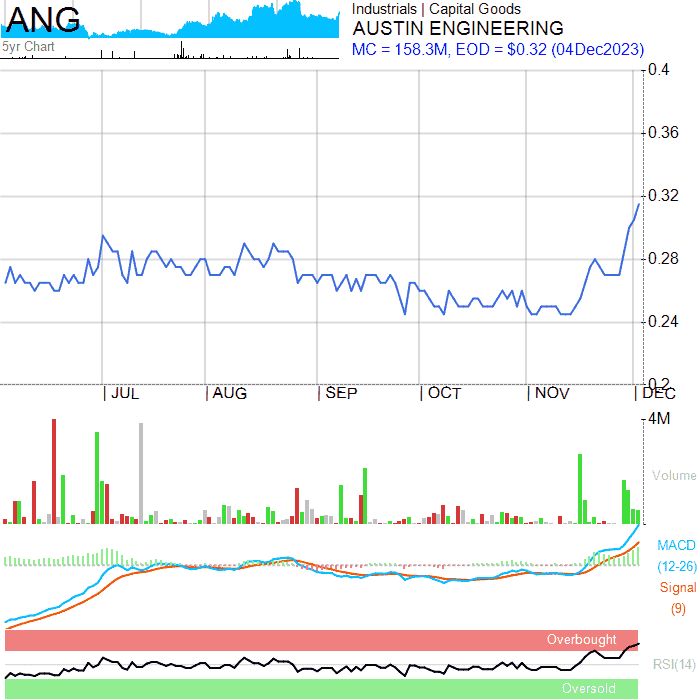 ANG
5yr Chart
Industrials | Capital Goods
AUSTIN ENGINEERING
MC = 158.3M, EOD = $0.32 (04Dec2023)
0.4
0.36
0.32
0.28
0.24
0.2
JUL AUG SEP OCT NOV DEC
4M
Volume
MACD
(12-26)
Signal
(9)
Overbought
RSI(14)
Oversold